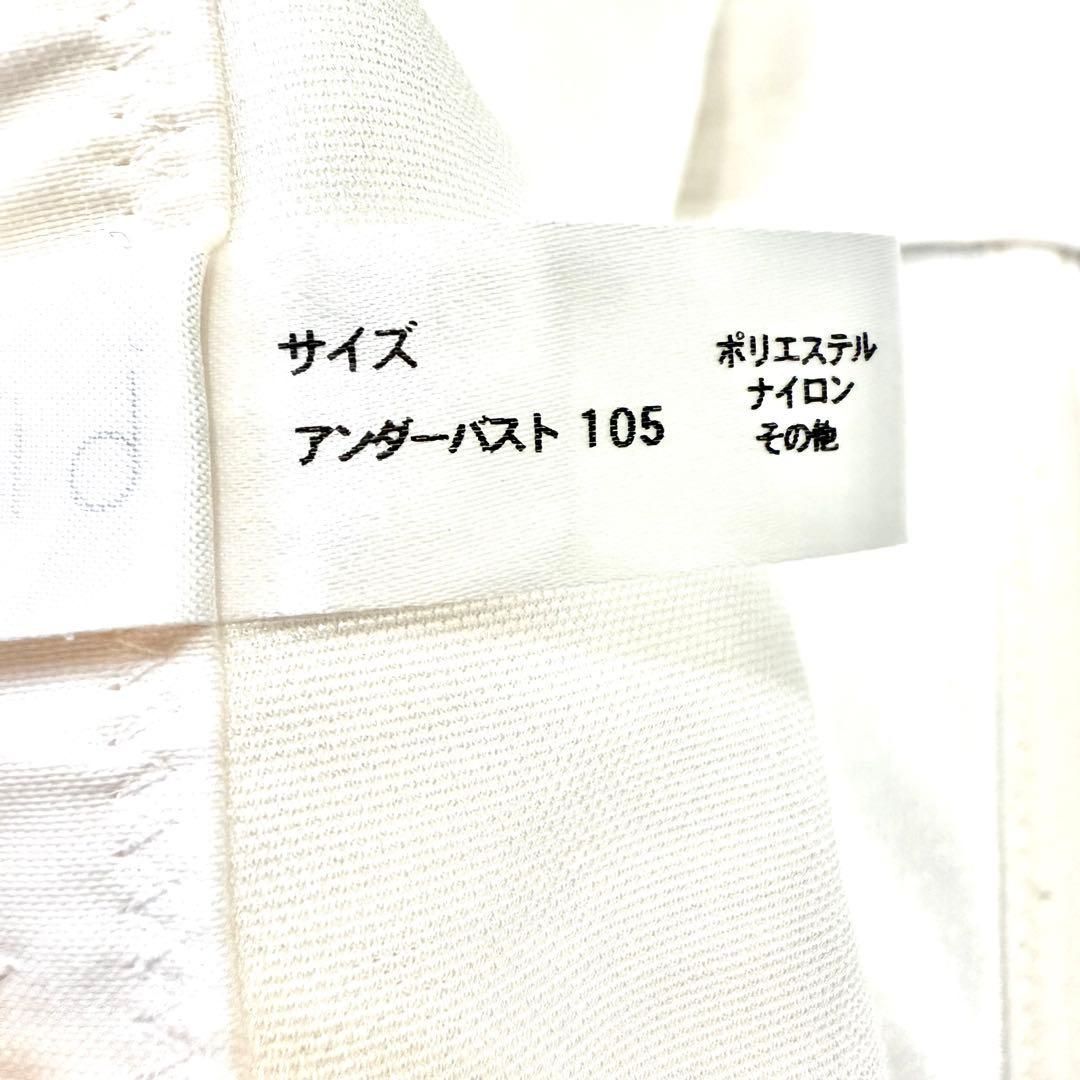 サイズ
アンダーバスト 105
ポリエステル
ナイロン
その他